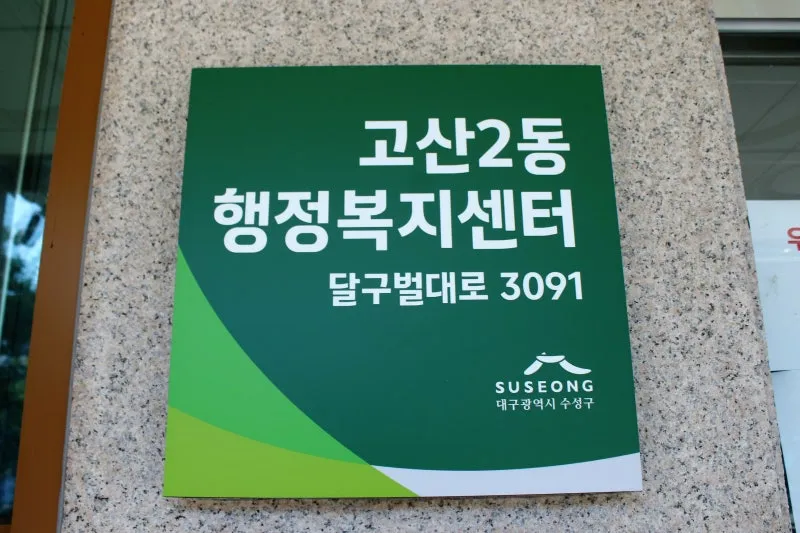 고산2동
행정복지센터
달구벌대로 3091
SUSEONG
대구광역시 수성구